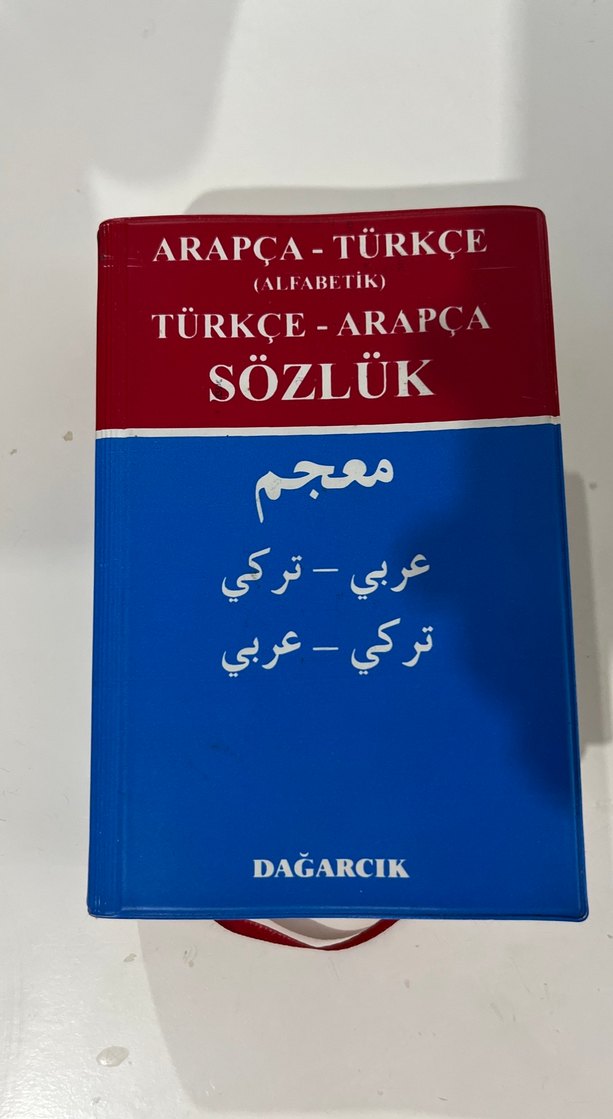 ARAPÇA - TÜRKÇE
(ALFABETİK)
TÜRKÇE - ARAPÇA
SÖZLÜK
معجم
عربي – تركي
تركي – عربي
DAĞARCIK